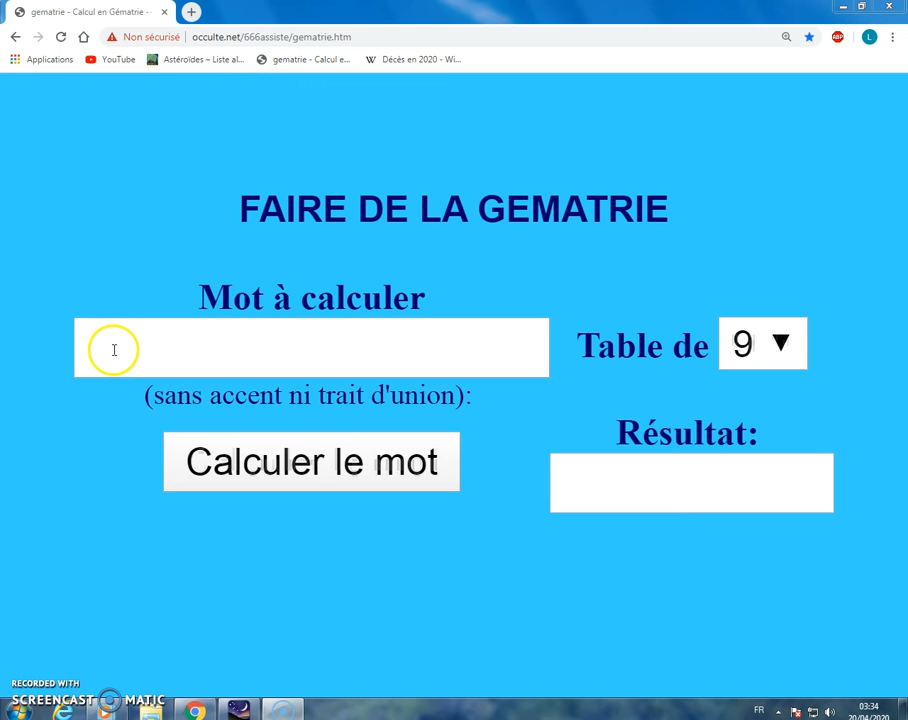 gematrie - Calcul en Gématrie -
Non sécurisé occulte.net/666assiste/gematrie.htm
ABP L
Applications YouTube Astéroïdes – Liste al... gematrie - Calcul e... W Décès en 2020 - Wi...
FAIRE DE LA GEMATRIE
Mot à calculer
Table de 9
(sans accent ni trait d'union):
Calculer le mot
Résultat:
RECORDED WITH
SCREENCAST MATIC
FR 03:34
20/04/2020